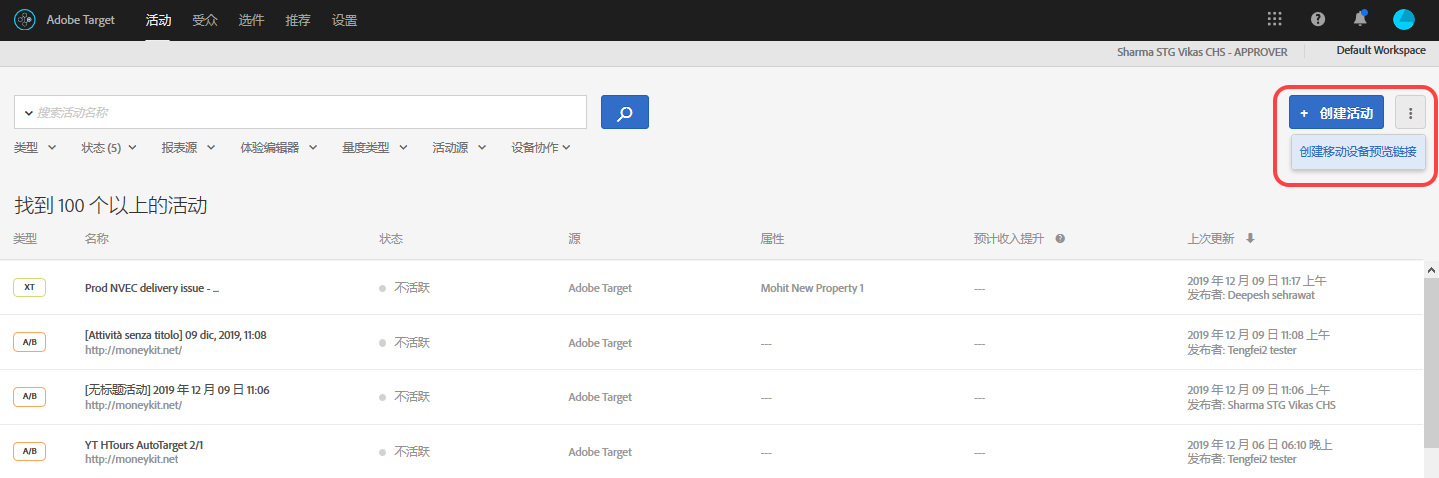 Adobe Target 活动 受众 选件 推荐 设置
Sharma STG Vikas CHS - APPROVER Default Workspace
搜索活动名称 + 创建活动
类型 状态 (5) 报表源 体验编辑器 量度类型 活动源 设备协作 创建移动设备预览链接
找到 100 个以上的活动
类型 名称 状态 源 属性 预计收入提升 上次更新
XT Prod NVEC delivery issue - ... 不活跃 Adobe Target Mohit New Property 1 --- 2019 年 12 月 09 日 11:17 上午
发布者: Deepesh sehrawat
A/B [Attività senza titolo] 09 dic, 2019, 11:08 不活跃 Adobe Target --- --- 2019 年 12 月 09 日 11:08 上午
http://moneykit.net/ 发布者: Tengfei2 tester
A/B [无标题活动] 2019 年 12 月 09 日 11:06 不活跃 Adobe Target --- --- 2019 年 12 月 09 日 11:06 上午
http://moneykit.net/ 发布者: Sharma STG Vikas CHS
A/B YT HTours AutoTarget 2/1 不活跃 Adobe Target --- --- 2019 年 12 月 06 日 06:10 晚上
http://moneykit.net 发布者: Tengfei2 tester